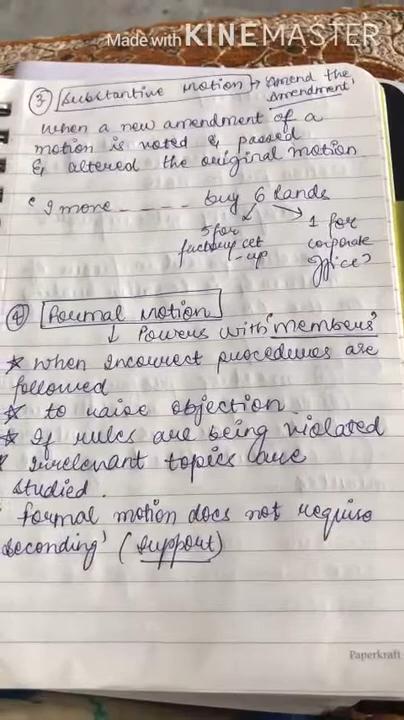 Made with KINEMASTER
③ Substantive Motion → Amend the
Amendment,
when a new amendment of a
motion is voted & passed
& altered the original motion
" I move _ _ _ _ _ buy 6 lands
5 for
factory set
-up
1 for
corporate
office"
④ Formal Motion
↓ Powers with "members"
★ when incorrect procedures are
followed
★ to raise objection
★ If rules are being violated
irrelevant topics are
studied.
formal motion does not require
seconding' (support)
Paperkraft